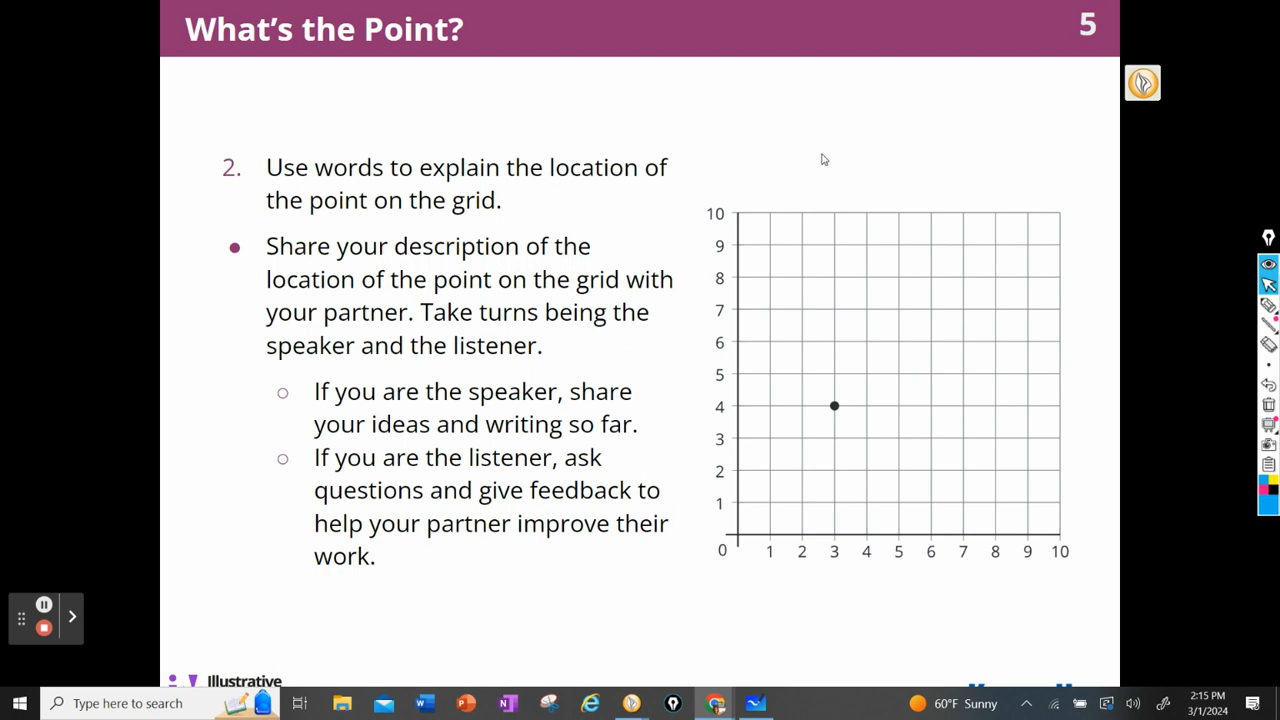 What's the Point?
5
2. Use words to explain the location of
the point on the grid.
● Share your description of the
location of the point on the grid with
your partner. Take turns being the
speaker and the listener.
○ If you are the speaker, share
your ideas and writing so far.
○ If you are the listener, ask
questions and give feedback to
help your partner improve their
work.
10
9
8
7
6
5
4
3
2
1
0 1 2 3 4 5 6 7 8 9 10
Illustrative
Type here to search
60°F Sunny
2:15 PM
3/1/2024